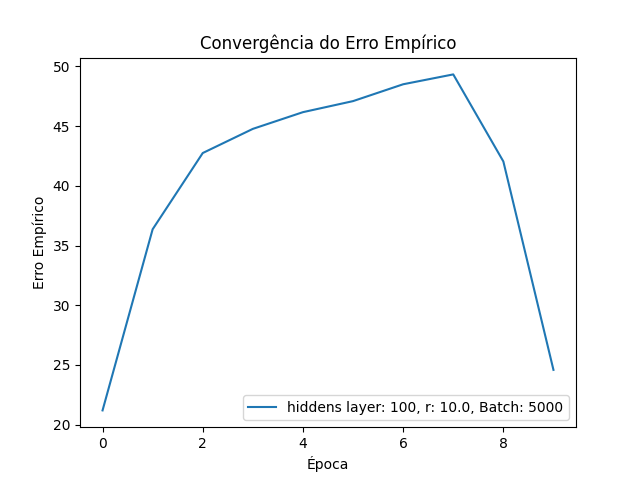 Convergência do Erro Empírico
Erro Empírico
50
45
40
35
30
25
20
hiddens layer: 100, r: 10.0, Batch: 5000
0 2 4 6 8
Época